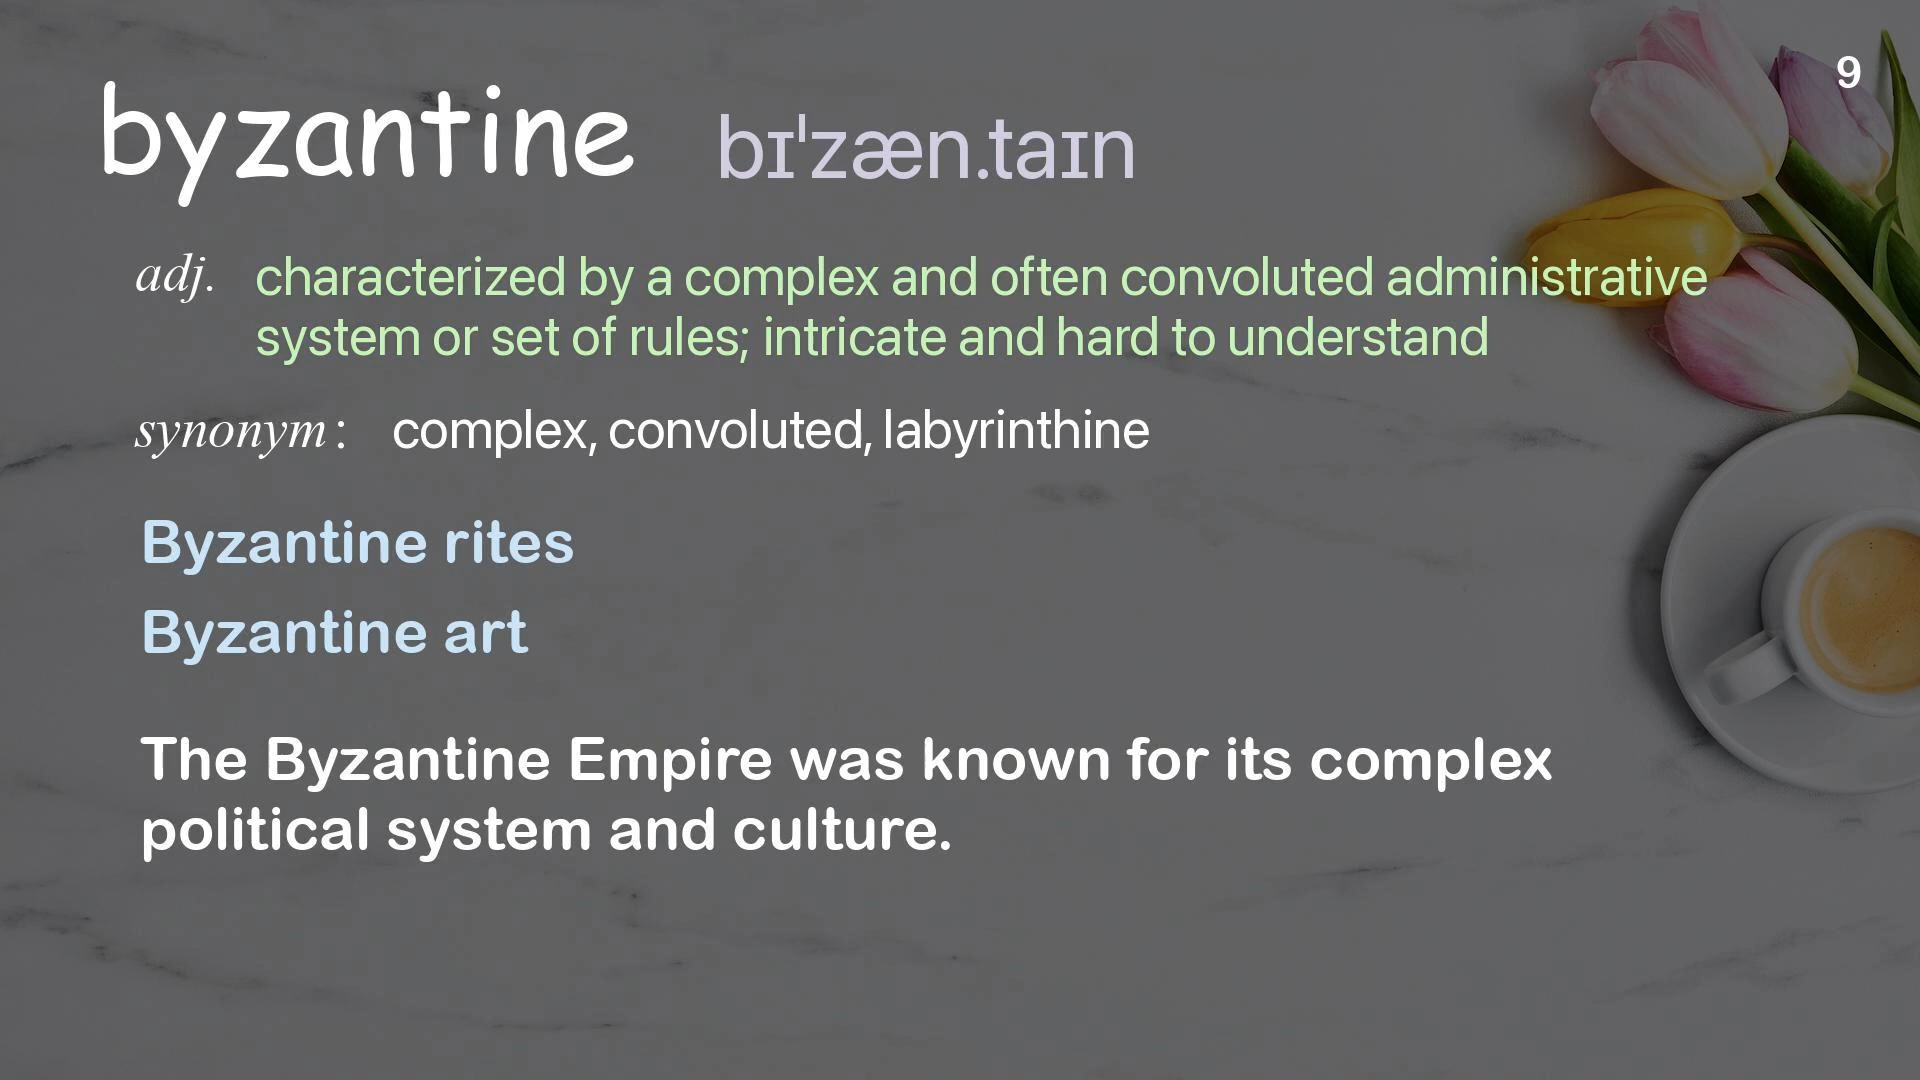 9
byzantine bɪˈzæn.taɪn
adj. characterized by a complex and often convoluted administrative
system or set of rules; intricate and hard to understand
synonym: complex, convoluted, labyrinthine
Byzantine rites
Byzantine art
The Byzantine Empire was known for its complex
political system and culture.